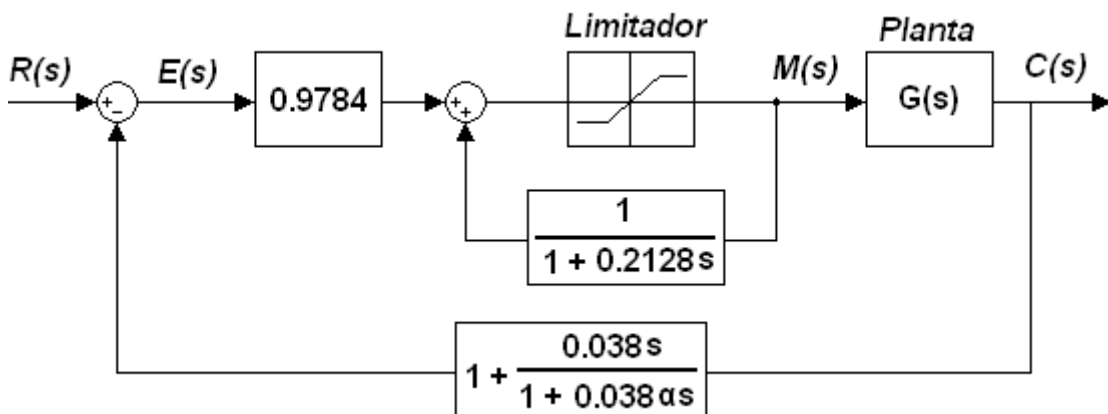 Limitador
Planta
R(s)
E(s)
M(s)
C(s)
+
−
0.9784
+
+
G(s)
1
1 + 0.2128s
1 + 0.038s
1 + 0.038αs